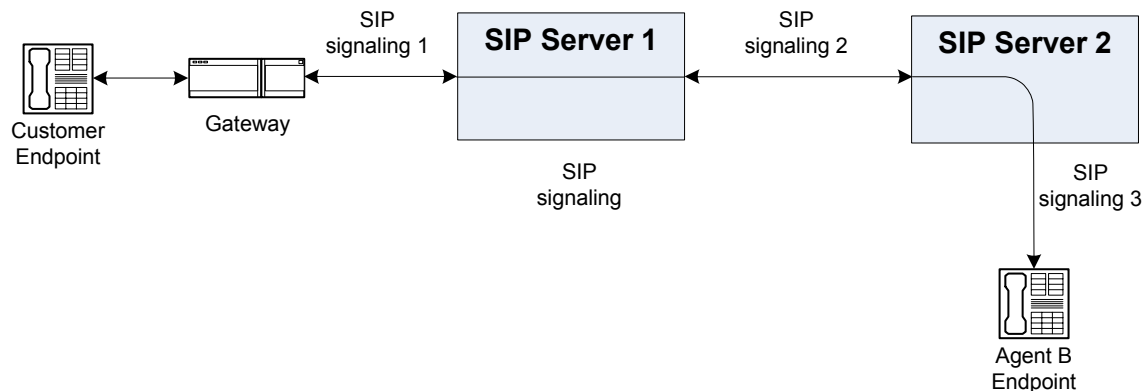 SIP
signaling 1
SIP Server 1
SIP
signaling 2
SIP Server 2
Customer
Endpoint
Gateway
SIP
signaling
SIP
signaling 3
Agent B
Endpoint